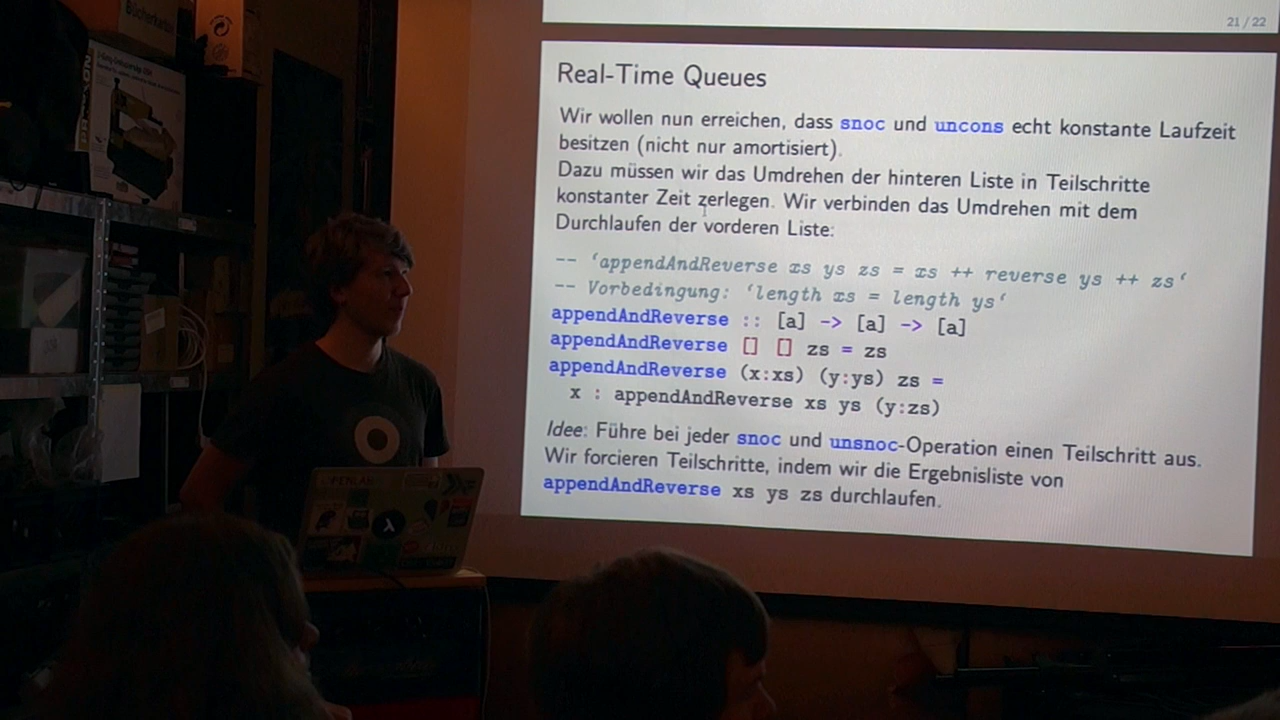 Bücherkiste
21 / 22
Real-Time Queues
Wir wollen nun erreichen, dass snoc und uncons echt konstante Laufzeit
besitzen (nicht nur amortisiert).
Dazu müssen wir das Umdrehen der hinteren Liste in Teilschritte
konstanter Zeit zerlegen. Wir verbinden das Umdrehen mit dem
Durchlaufen der vorderen Liste:
-- ‘appendAndReverse xs ys zs = xs ++ reverse ys ++ zs‘
-- Vorbedingung: ‘length xs = length ys‘
appendAndReverse :: [a] -> [a] -> [a]
appendAndReverse [] [] zs = zs
appendAndReverse (x:xs) (y:ys) zs =
x : appendAndReverse xs ys (y:zs)
Idee: Führe bei jeder snoc und unsnoc-Operation einen Teilschritt aus.
Wir forcieren Teilschritte, indem wir die Ergebnisliste von
appendAndReverse xs ys zs durchlaufen.
OPENLAB
λ